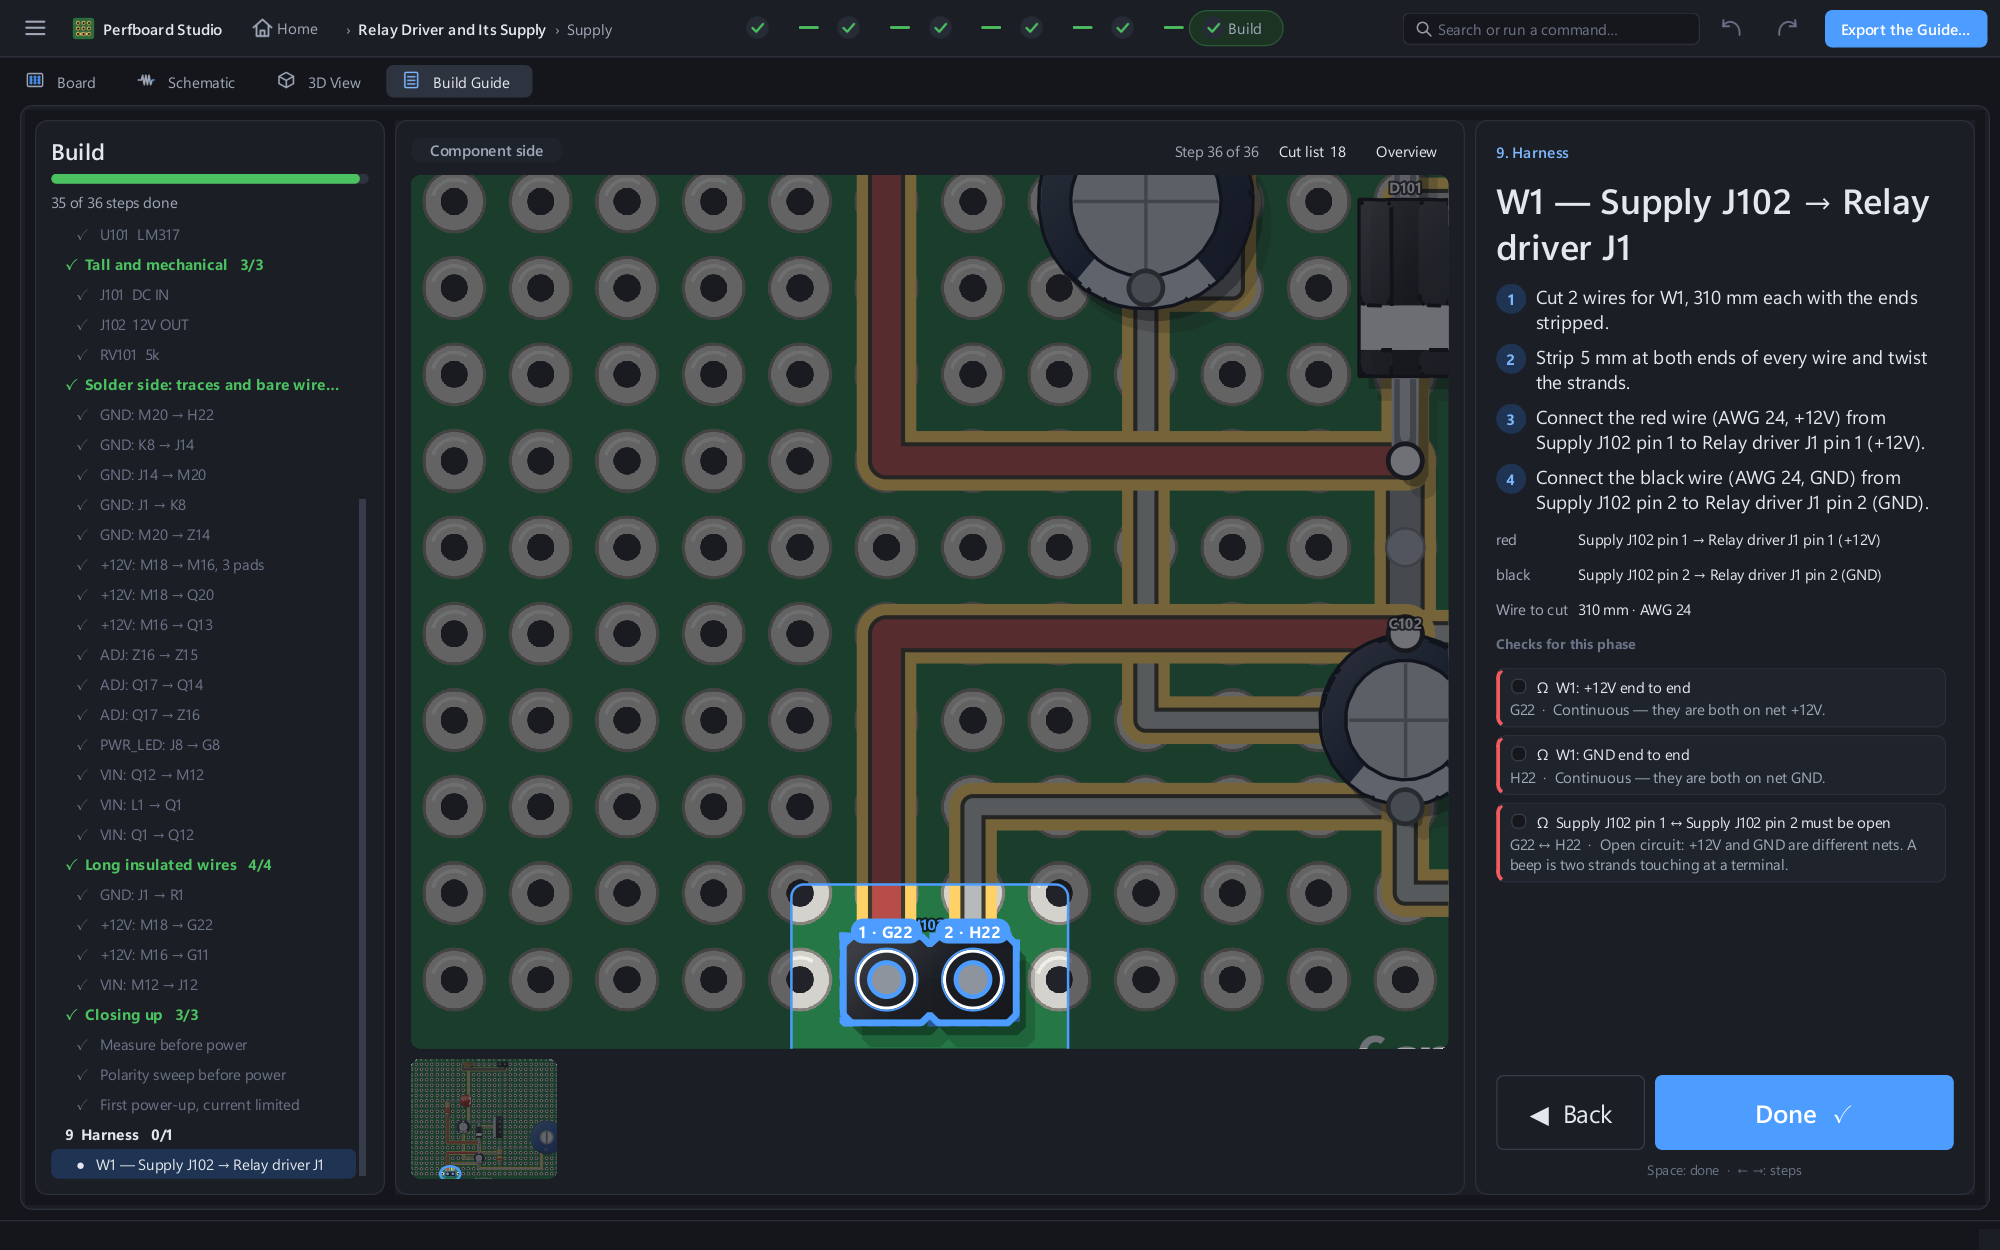 Perfboard Studio
Home
› Relay Driver and Its Supply › Supply
Build
Search or run a command...
Export the Guide...
Board
Schematic
3D View
Build Guide
Build
35 of 36 steps done
U101 LM317
Tall and mechanical 3/3
J101 DC IN
J102 12V OUT
RV101 5k
Solder side: traces and bare wire...
GND: M20 → H22
GND: K8 → J14
GND: J14 → M20
GND: J1 → K8
GND: M20 → Z14
+12V: M18 → M16, 3 pads
+12V: M18 → Q20
+12V: M16 → Q13
ADJ: Z16 → Z15
ADJ: Q17 → Q14
ADJ: Q17 → Z16
PWR_LED: J8 → G8
VIN: Q12 → M12
VIN: L1 → Q1
VIN: Q1 → Q12
Long insulated wires 4/4
GND: J1 → R1
+12V: M18 → G22
+12V: M16 → G11
VIN: M12 → J12
Closing up 3/3
Measure before power
Polarity sweep before power
First power-up, current limited
9 Harness 0/1
W1 — Supply J102 → Relay driver J1
Component side
Step 36 of 36
Cut list 18
Overview
D101
C102
1 · G22
2 · H22
9. Harness
W1 — Supply J102 → Relay
driver J1
1 Cut 2 wires for W1, 310 mm each with the ends
stripped.
2 Strip 5 mm at both ends of every wire and twist
the strands.
3 Connect the red wire (AWG 24, +12V) from
Supply J102 pin 1 to Relay driver J1 pin 1 (+12V).
4 Connect the black wire (AWG 24, GND) from
Supply J102 pin 2 to Relay driver J1 pin 2 (GND).
red Supply J102 pin 1 → Relay driver J1 pin 1 (+12V)
black Supply J102 pin 2 → Relay driver J1 pin 2 (GND)
Wire to cut 310 mm · AWG 24
Checks for this phase
Ω W1: +12V end to end
G22 · Continuous — they are both on net +12V.
Ω W1: GND end to end
H22 · Continuous — they are both on net GND.
Ω Supply J102 pin 1 ↔ Supply J102 pin 2 must be open
G22 ↔ H22 · Open circuit: +12V and GND are different nets. A
beep is two strands touching at a terminal.
Back
Done
Space: done · ← →: steps